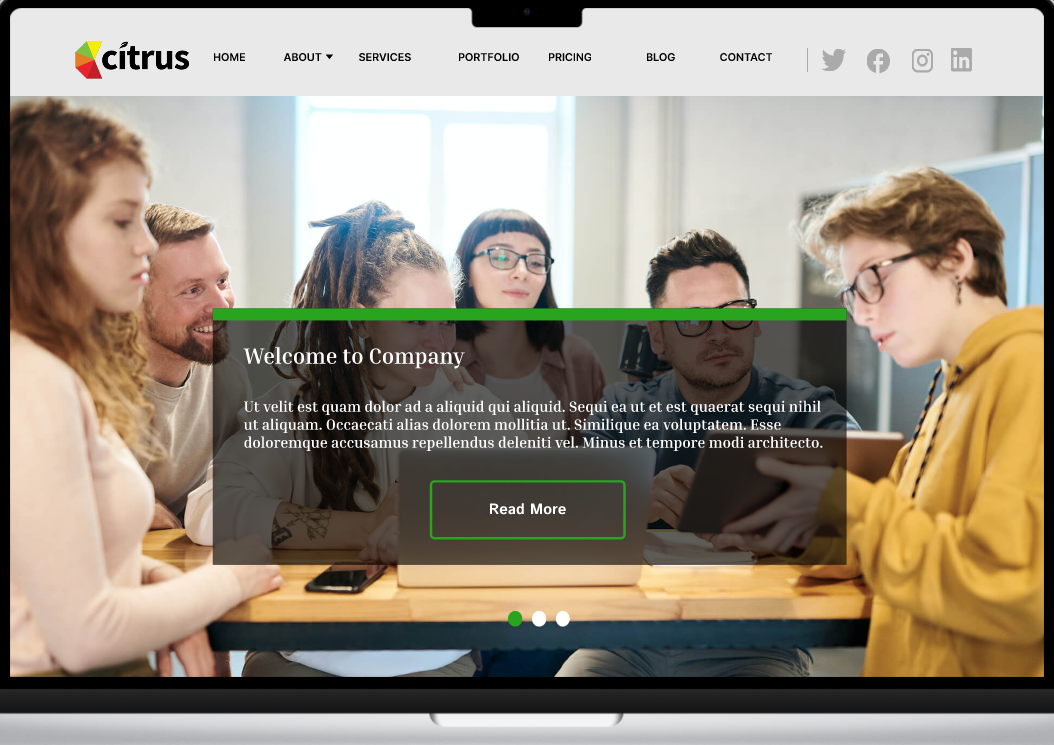 cítrus
HOME ABOUT SERVICES PORTFOLIO PRICING BLOG CONTACT
Welcome to Company
Ut velit est quam dolor ad a aliquid qui aliquid. Sequi ea ut et est quaerat sequi nihil
ut aliquam. Occaecati alias dolorem mollitia ut. Similique ea voluptatem. Esse
doloremque accusamus repellendus deleniti vel. Minus et tempore modi architecto.
Read More